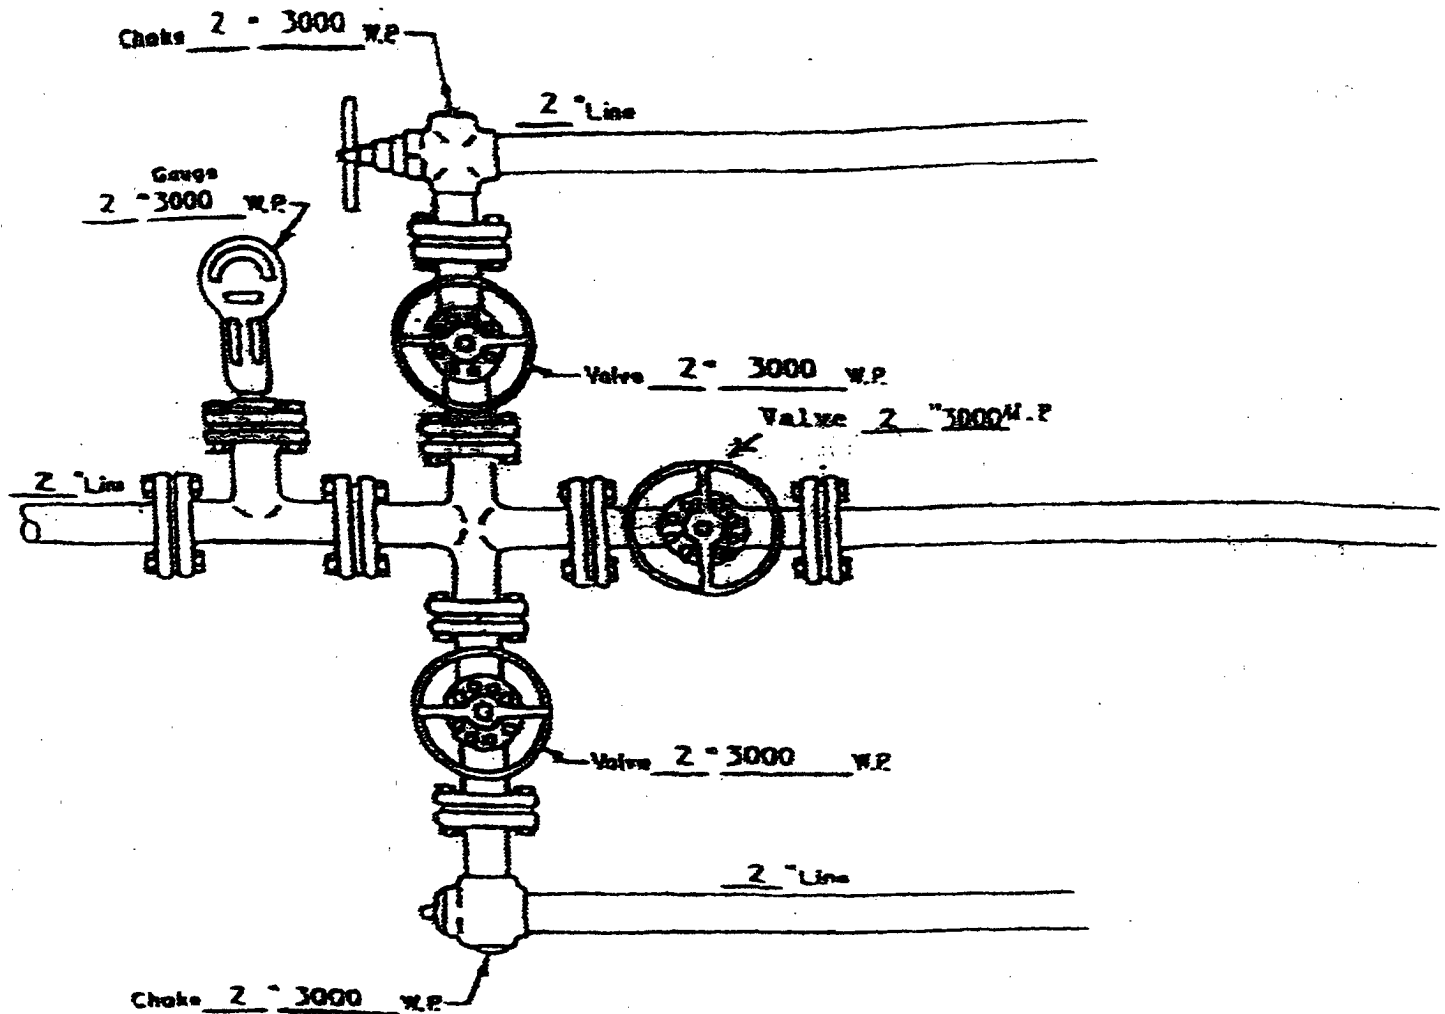 Choke 2 " 3000 W.P.
2 " Line
Gauge
2 " 3000 W.P.
Valve 2 " 3000 W.P.
Valve 2 "3000 W.P
2 " Line
Valve 2 " 3000 W.P.
2 " Line
Choke 2 " 3000 W.P.